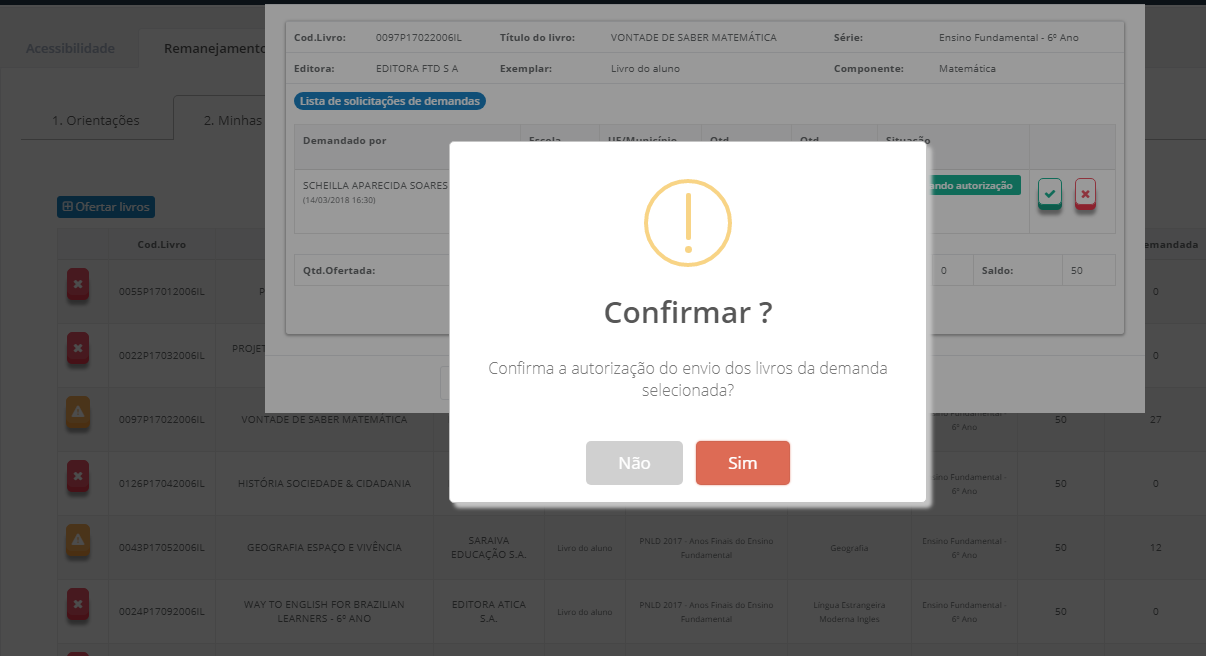 Acessibilidade
Remanejamento
1. Orientações
2. Minhas
Cod.Livro: 0097P17022006IL Título do livro: VONTADE DE SABER MATEMÁTICA Série: Ensino Fundamental - 6º Ano
Editora: EDITORA FTD S A Exemplar: Livro do aluno Componente: Matemática
Lista de solicitações de demandas
Demandado por Escola UF/Município Qtd Qtd Situação
SCHEILLA APARECIDA SOARES ndo autorização
(14/03/2018 16:30)
Qtd.Ofertada: 0 Saldo: 50
Confirmar ?
Confirma a autorização do envio dos livros da demanda
selecionada?
Não Sim
Ofertar livros
Cod.Livro emandada
0055P17012006IL P 0
0022P17032006IL PROJET 0
0097P17022006IL VONTADE DE SABER MATEMÁTICA Fundamental - 6º Ano 50 27
0126P17042006IL HISTÓRIA SOCIEDADE & CIDADANIA Fundamental - 6º Ano 50 0
0043P17052006IL GEOGRAFIA ESPAÇO E VIVÊNCIA SARAIVA EDUCAÇÃO S.A. Livro do aluno PNLD 2017 - Anos Finais do Ensino Fundamental Geografia Ensino Fundamental - 6º Ano 50 12
0024P17092006IL WAY TO ENGLISH FOR BRAZILIAN LEARNERS - 6º ANO EDITORA ATICA S.A. Livro do aluno PNLD 2017 - Anos Finais do Ensino Fundamental Língua Estrangeira Moderna Inglês Ensino Fundamental - 6º Ano 50 0